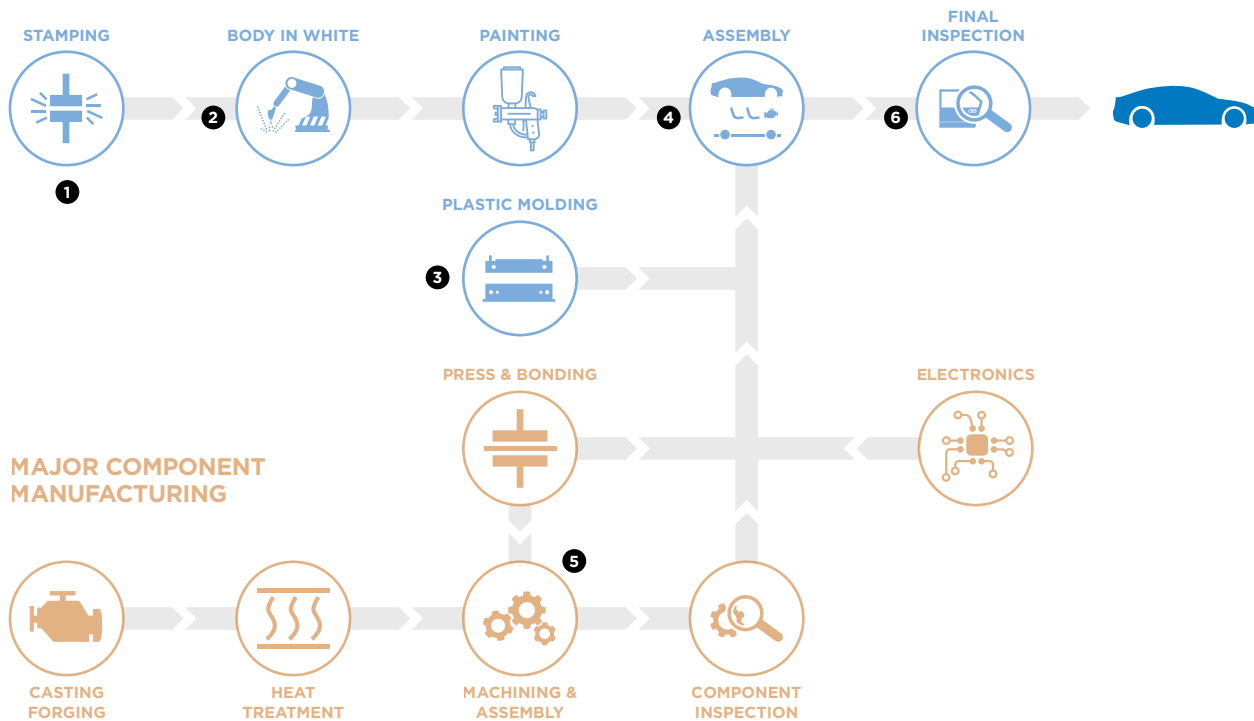 STAMPING
BODY IN WHITE
PAINTING
ASSEMBLY
FINAL
INSPECTION
2
4
6
1
PLASTIC MOLDING
3
PRESS & BONDING
ELECTRONICS
MAJOR COMPONENT
MANUFACTURING
5
CASTING
FORGING
HEAT
TREATMENT
MACHINING &
ASSEMBLY
COMPONENT
INSPECTION